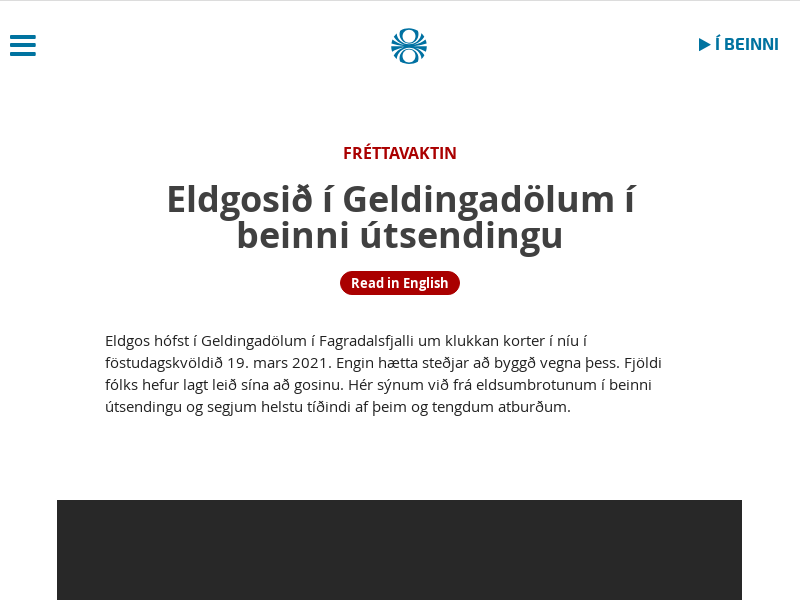 Í BEINNI
FRÉTTAVAKTIN
Eldgosið í Geldingadölum í
beinni útsendingu
Read in English
Eldgos hófst í Geldingadölum í Fagradalsfjalli um klukkan korter í níu í
föstudagskvöldið 19. mars 2021. Engin hætta steðjar að byggð vegna þess. Fjöldi
fólks hefur lagt leið sína að gosinu. Hér sýnum við frá eldsumbrotunum í beinni
útsendingu og segjum helstu tíðindi af þeim og tengdum atburðum.